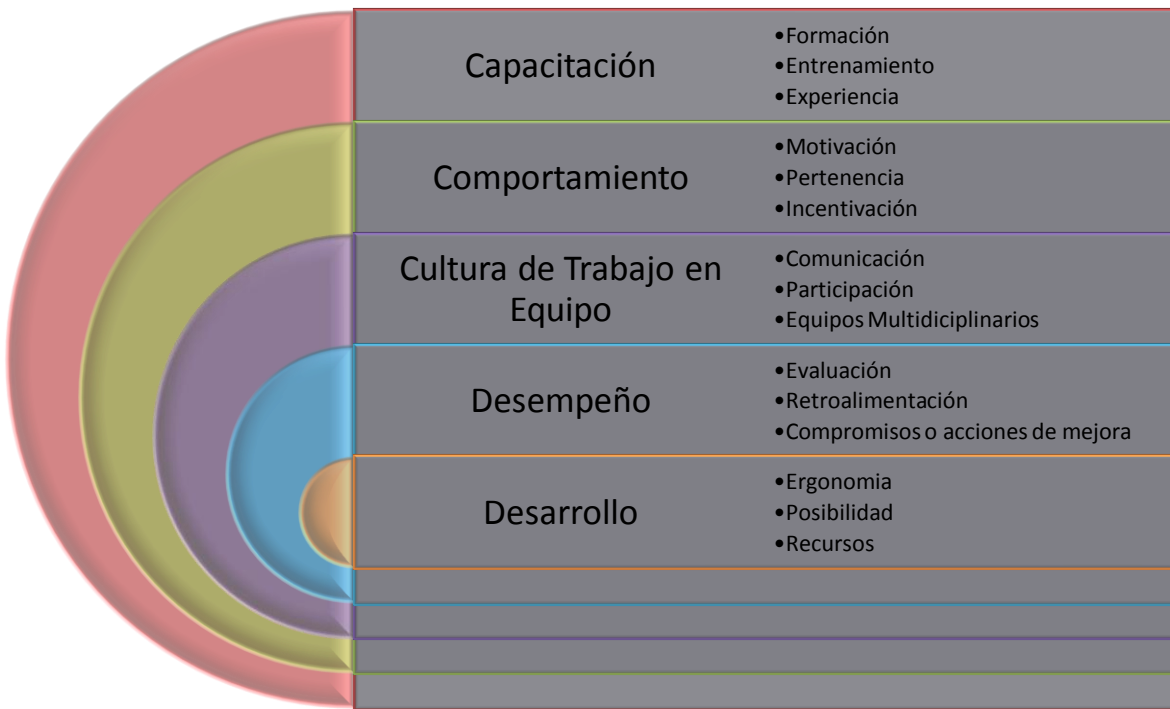 Capacitación
•Formación
•Entrenamiento
•Experiencia
Comportamiento
•Motivación
•Pertenencia
•Incentivación
Cultura de Trabajo en
Equipo
•Comunicación
•Participación
•Equipos Multidiciplinarios
Desempeño
•Evaluación
•Retroalimentación
•Compromisos o acciones de mejora
Desarrollo
•Ergonomia
•Posibilidad
•Recursos